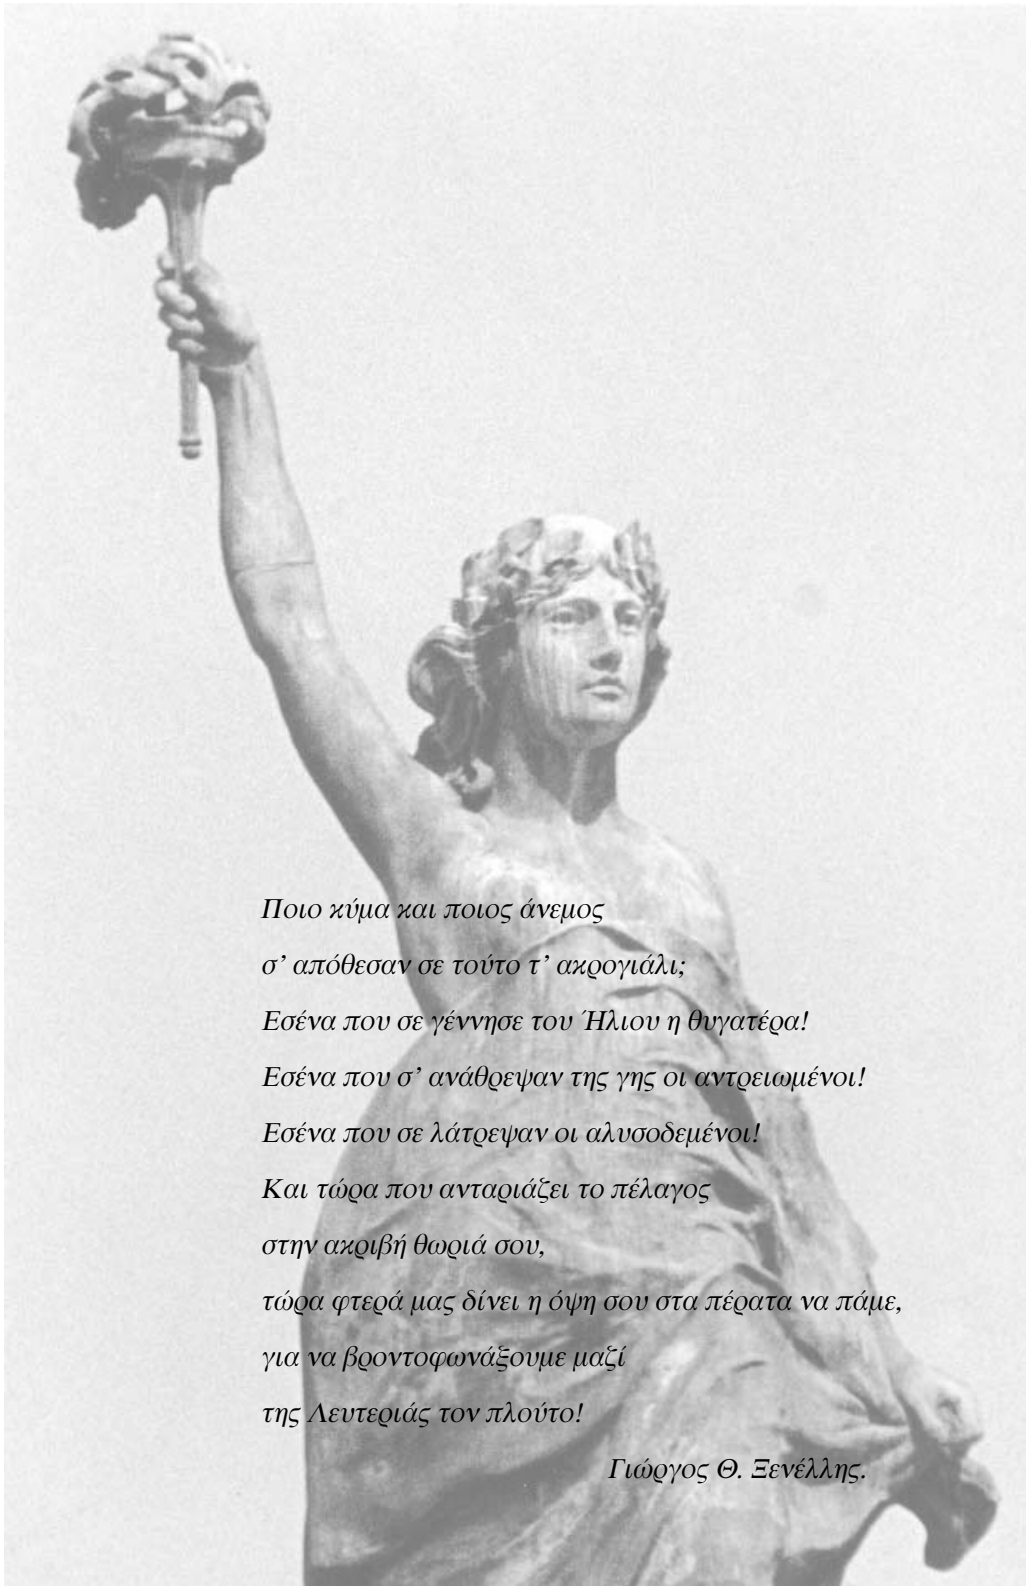 Ποιο κύμα και ποιος άνεμος
σ’ απόθεσαν σε τούτο τ’ ακρογιάλι;
Εσένα που σε γέννησε του Ήλιου η θυγατέρα!
Εσένα που σ’ ανάθρεψαν της γης οι αντρειωμένοι!
Εσένα που σε λάτρεψαν οι αλυσοδεμένοι!
Και τώρα που ανταριάζει το πέλαγος
στην ακριβή θωριά σου,
τώρα φτερά μας δίνει η όψη σου στα πέρατα να πάμε,
για να βροντοφωνάξουμε μαζί
της Λευτεριάς τον πλούτο!
Γιώργος Θ. Ξενέλλης.